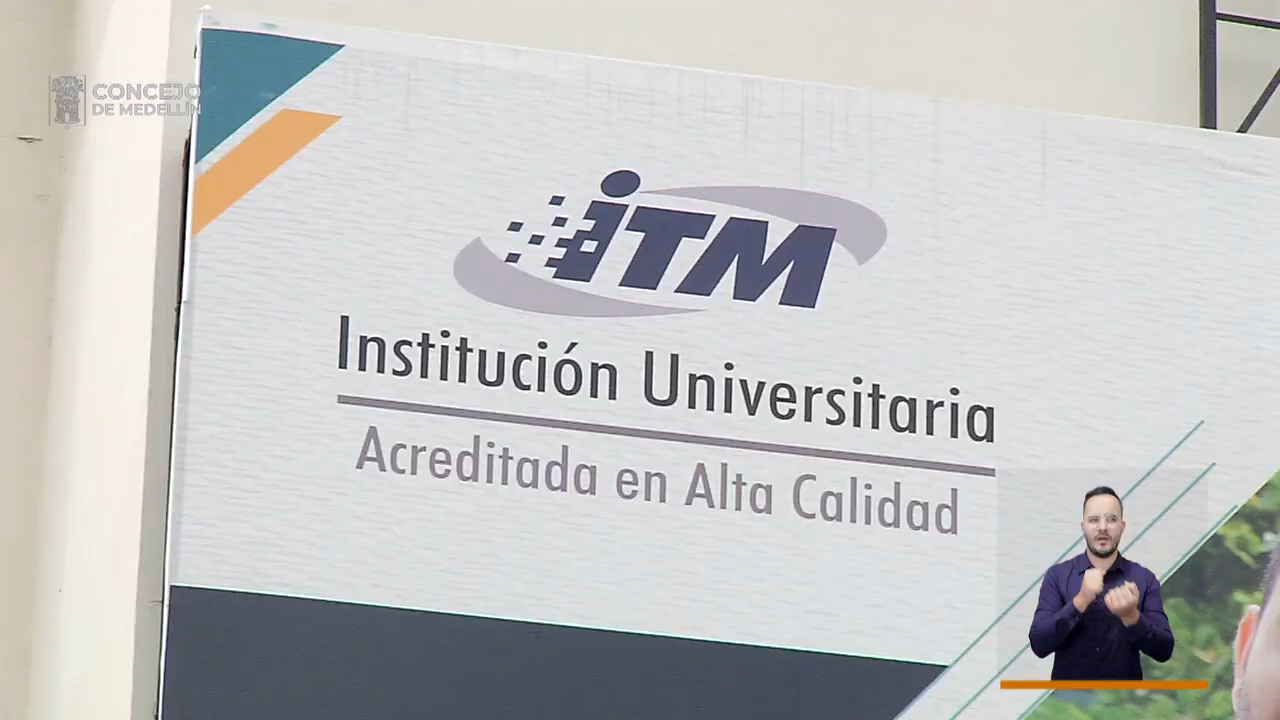 CONCEJO
DE MEDELLÍN
iTM
Institución Universitaria
Acreditada en Alta Calidad